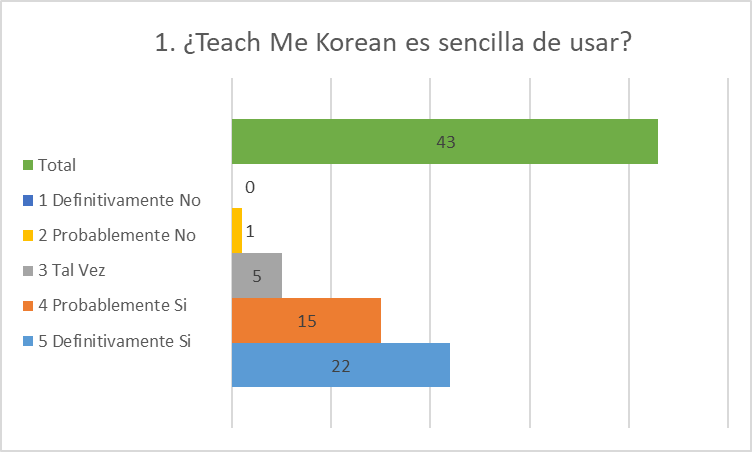 1. ¿Teach Me Korean es sencilla de usar?
Total
1 Definitivamente No
2 Probablemente No
3 Tal Vez
4 Probablemente Si
5 Definitivamente Si
43
0
1
5
15
22